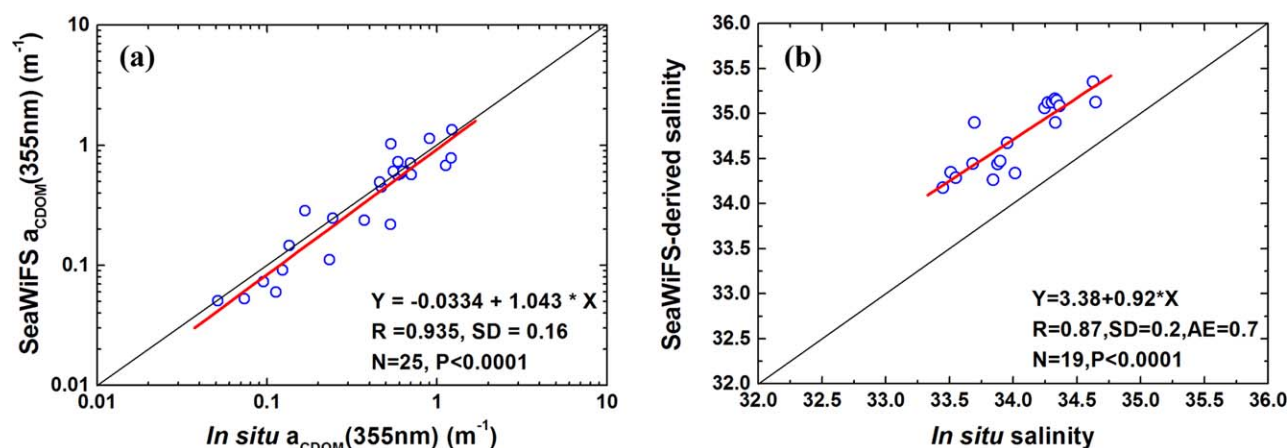 (a)
SeaWiFS a_CDOM(355nm) (m⁻¹)
10
1
0.1
0.01
Y = -0.0334 + 1.043 * X
R =0.935, SD = 0.16
N=25, P<0.0001
0.01 0.1 1 10
In situ a_CDOM(355nm) (m⁻¹)
(b)
SeaWiFS-derived salinity
36.0
35.5
35.0
34.5
34.0
33.5
33.0
32.5
32.0
Y=3.38+0.92*X
R=0.87,SD=0.2,AE=0.7
N=19,P<0.0001
32.0 32.5 33.0 33.5 34.0 34.5 35.0 35.5 36.0
In situ salinity